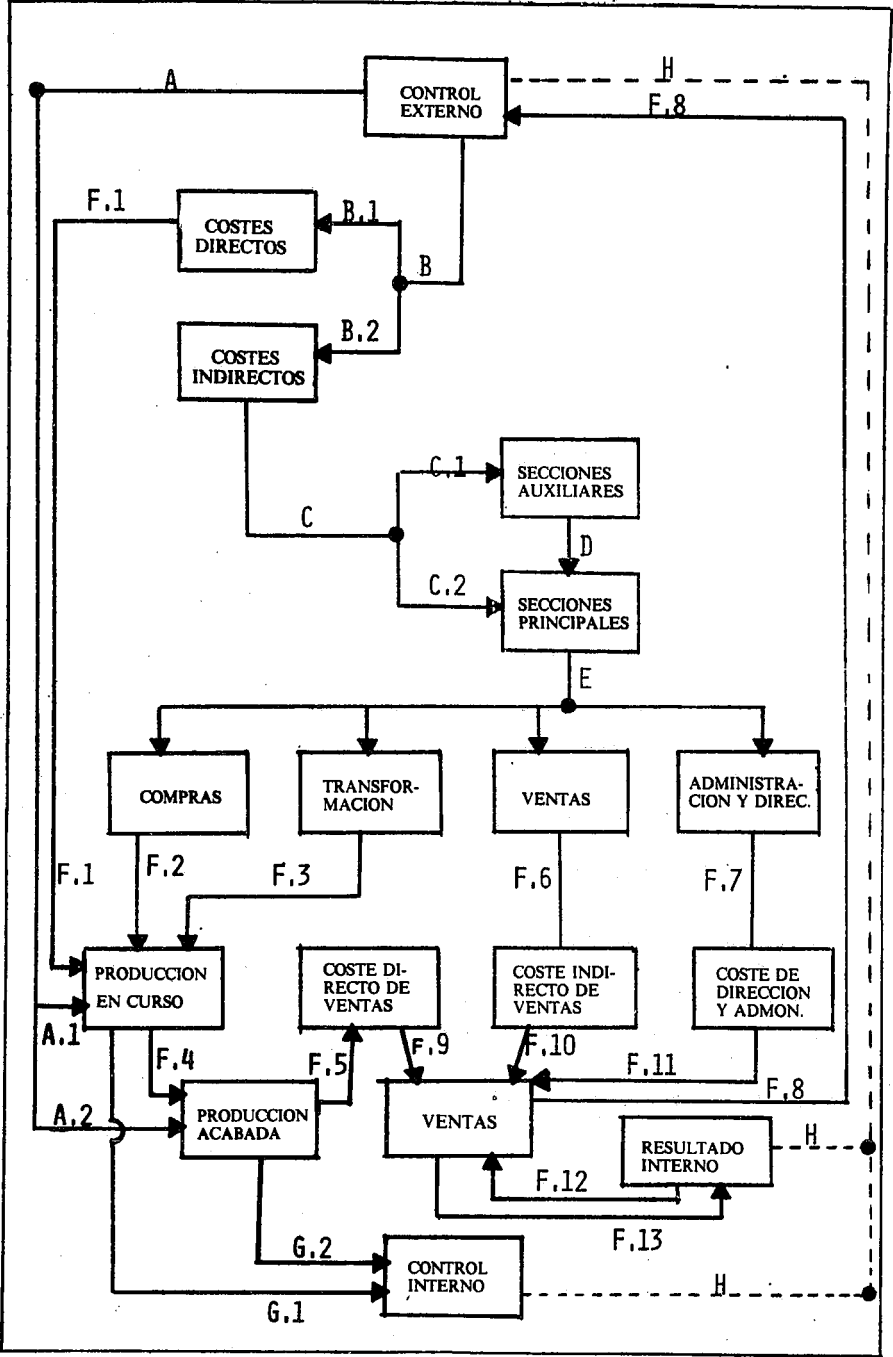 A
CONTROL
EXTERNO
H
F.8
F.1
COSTES
DIRECTOS
B.1
B
B.2
COSTES
INDIRECTOS
C.1
SECCIONES
AUXILIARES
C
D
C.2
SECCIONES
PRINCIPALES
E
COMPRAS
TRANSFOR-
MACION
VENTAS
ADMINISTRA-
CION Y DIREC.
F.1
F.2
F.3
F.6
F.7
PRODUCCION
EN CURSO
COSTE DI-
RECTO DE
VENTAS
COSTE INDI-
RECTO DE
VENTAS
COSTE DE
DIRECCION
Y ADMON.
A.1
F.4
F.5
F.9
F.10
F.11
F.8
A.2
PRODUCCION
ACABADA
VENTAS
RESULTADO
INTERNO
H
F.12
F.13
G.2
CONTROL
INTERNO
H
G.1